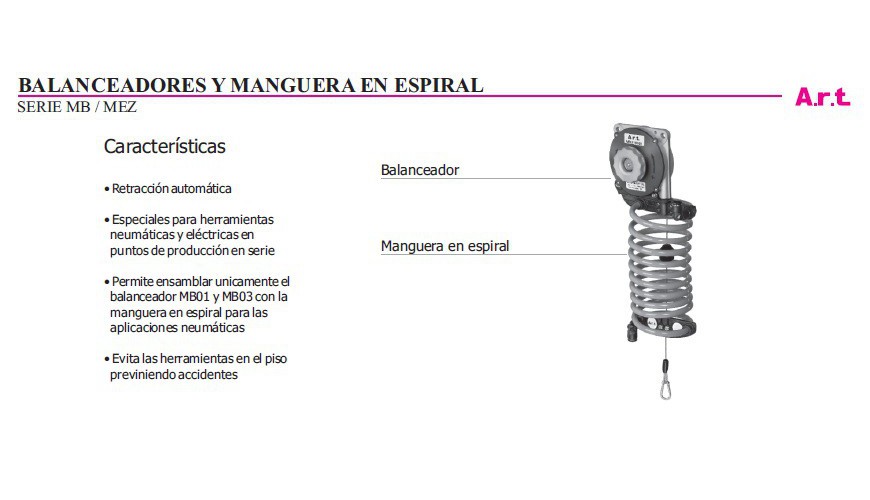 BALANCEADORES Y MANGUERA EN ESPIRAL
SERIE MB / MEZ
A.r.t.
Características
• Retracción automática
• Especiales para herramientas
neumáticas y eléctricas en
puntos de producción en serie
• Permite ensamblar unicamente el
balanceador MB01 y MB03 con la
manguera en espiral para las
aplicaciones neumáticas
• Evita las herramientas en el piso
previniendo accidentes
Balanceador
Manguera en espiral
A.r.t.
A.r.t.